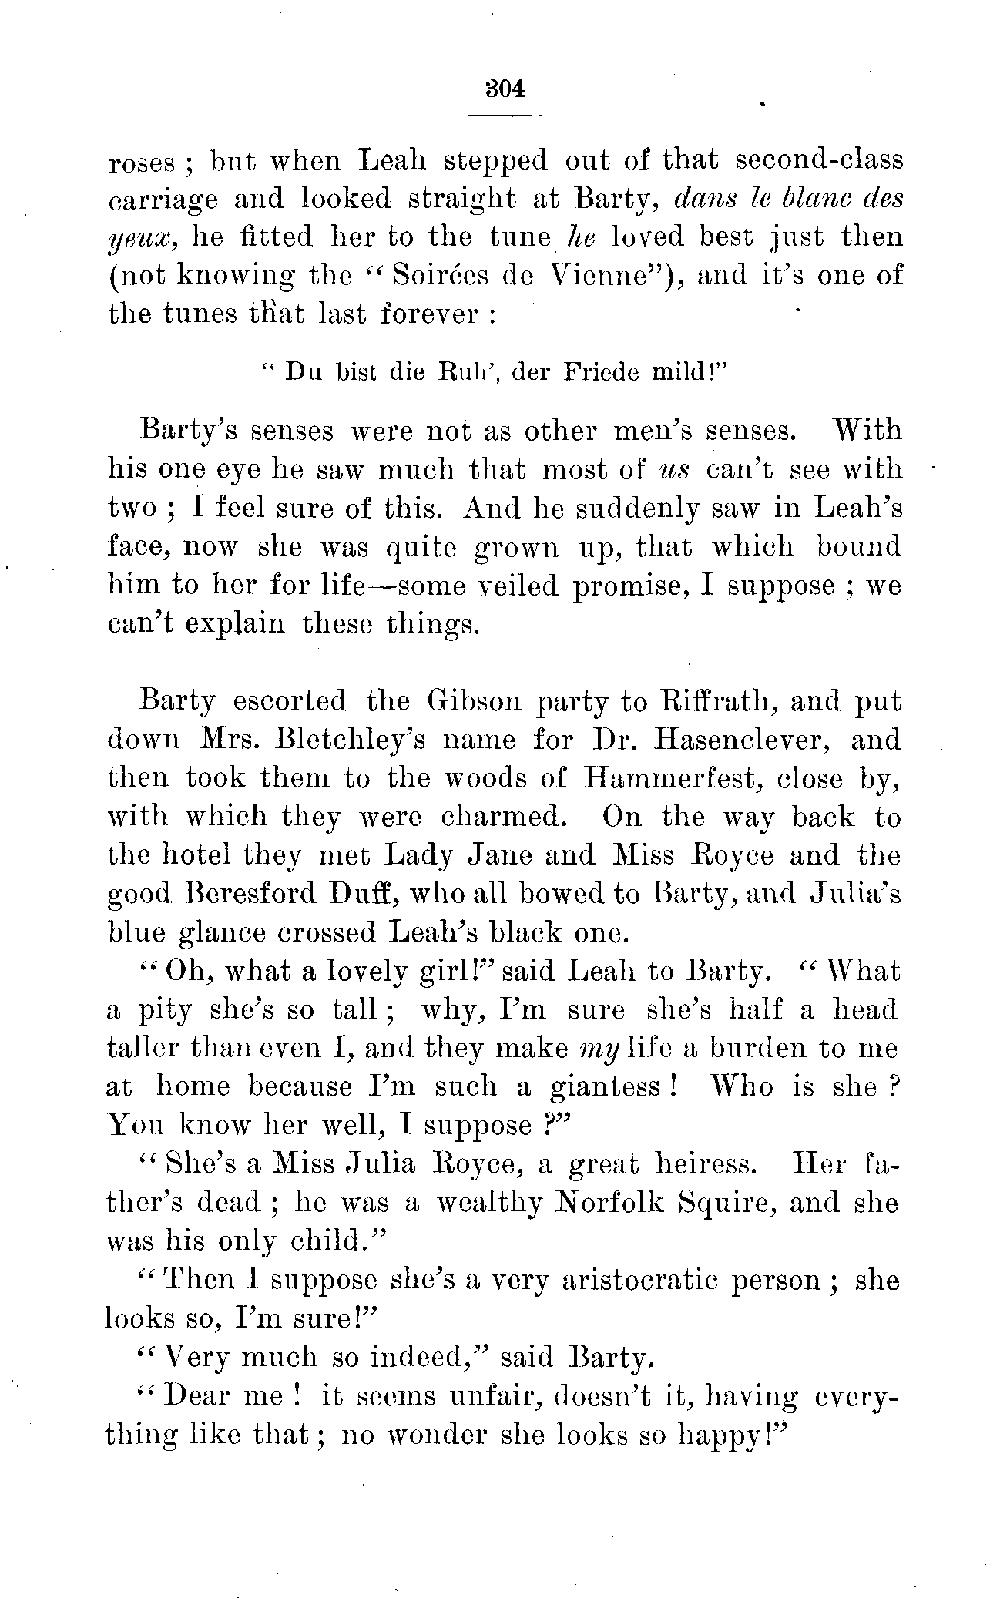 304
roses ; but when Leah stepped out of that second-class
carriage and looked straight at Barty, dans le blanc des
yeux, he fitted her to the tune he loved best just then
(not knowing the “ Soirées de Vienne”), and it’s one of
the tunes that last forever :
“ Du bist die Ruh’, der Friede mild!”
Barty’s senses were not as other men’s senses. With
his one eye he saw much that most of us can’t see with
two ; I feel sure of this. And he suddenly saw in Leah’s
face, now she was quite grown up, that which bound
him to her for life—some veiled promise, I suppose ; we
can’t explain these things.
Barty escorted the Gibson party to Riffrath, and put
down Mrs. Bletchley’s name for Dr. Hasenclever, and
then took them to the woods of Hammerfest, close by,
with which they were charmed. On the way back to
the hotel they met Lady Jane and Miss Royce and the
good Beresford Duff, who all bowed to Barty, and Julia’s
blue glance crossed Leah’s black one.
“ Oh, what a lovely girl!” said Leah to Barty. “ What
a pity she’s so tall ; why, I’m sure she’s half a head
taller than even I, and they make my life a burden to me
at home because I’m such a giantess ! Who is she ?
You know her well, I suppose ?”
“ She’s a Miss Julia Royce, a great heiress. Her fa-
ther’s dead ; he was a wealthy Norfolk Squire, and she
was his only child.”
“ Then I suppose she’s a very aristocratic person ; she
looks so, I’m sure!”
“ Very much so indeed,” said Barty.
“ Dear me ! it seems unfair, doesn’t it, having every-
thing like that ; no wonder she looks so happy!”